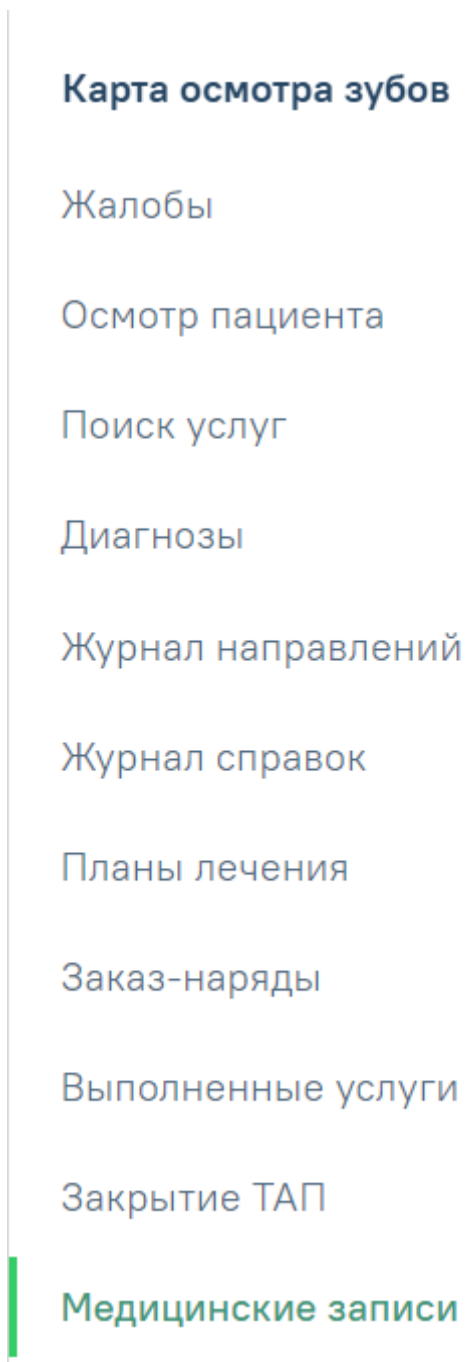 Карта осмотра зубов
Жалобы
Осмотр пациента
Поиск услуг
Диагнозы
Журнал направлений
Журнал справок
Планы лечения
Заказ-наряды
Выполненные услуги
Закрытие ТАП
Медицинские записи